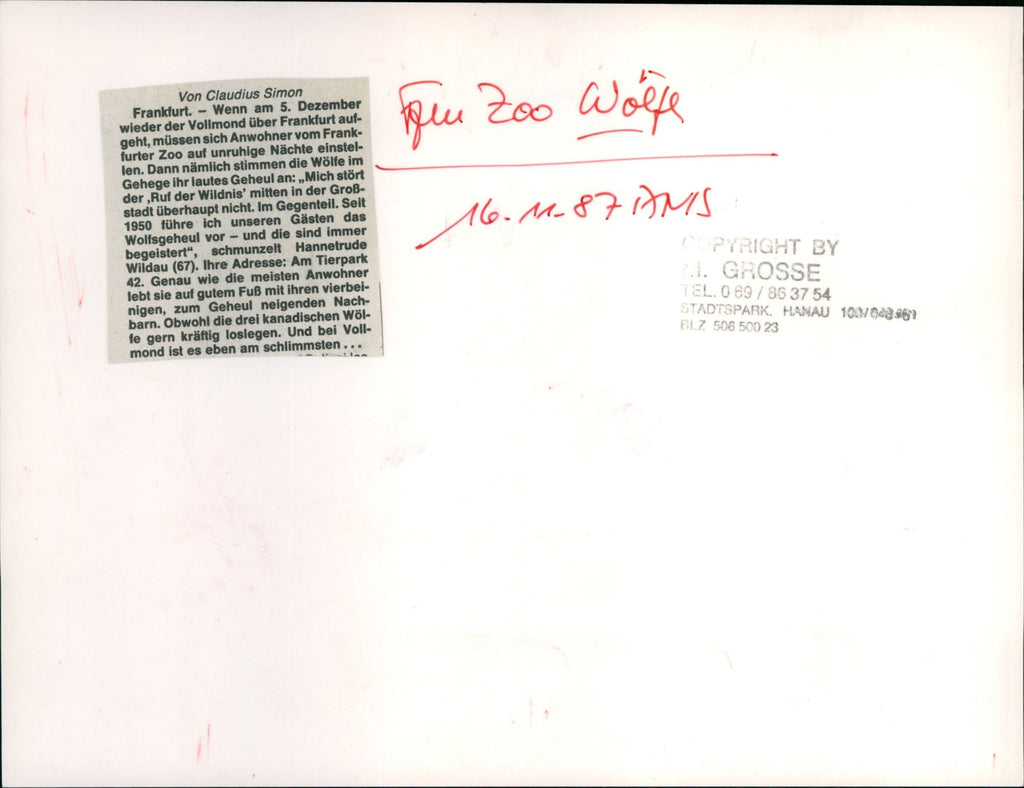 Von Claudius Simon
Frankfurt. – Wenn am 5. Dezember
wieder der Vollmond über Frankfurt auf-
geht, müssen sich Anwohner vom Frank-
furter Zoo auf unruhige Nächte einstel-
len. Dann nämlich stimmen die Wölfe im
Gehege ihr lautes Geheul an: „Mich stört
der ‚Ruf der Wildnis' mitten in der Groß-
stadt überhaupt nicht. Im Gegenteil. Seit
1950 führe ich unseren Gästen das
Wolfsgeheul vor – und die sind immer
begeistert“, schmunzelt Hannetrude
Wildau (67). Ihre Adresse: Am Tierpark
42. Genau wie die meisten Anwohner
lebt sie auf gutem Fuß mit ihren vierbei-
nigen, zum Geheul neigenden Nach-
barn. Obwohl die drei kanadischen Wöl-
fe gern kräftig loslegen. Und bei Voll-
mond ist es eben am schlimmsten . . .
Zoo Wölfe
16-11-87
COPYRIGHT BY
GROSSE
TEL. 0 69 / 86 37 54
STADTSPARK. HANAU
BLZ 506 500 23